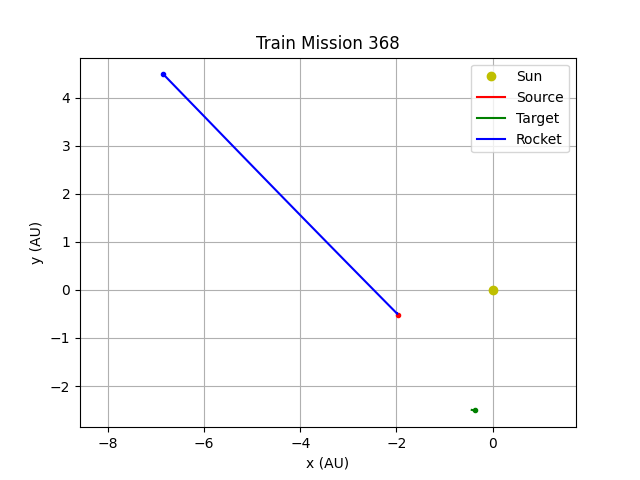 Train Mission 368
Sun
Source
Target
Rocket
4
3
2
1
0
−1
−2
y (AU)
−8
−6
−4
−2
0
x (AU)